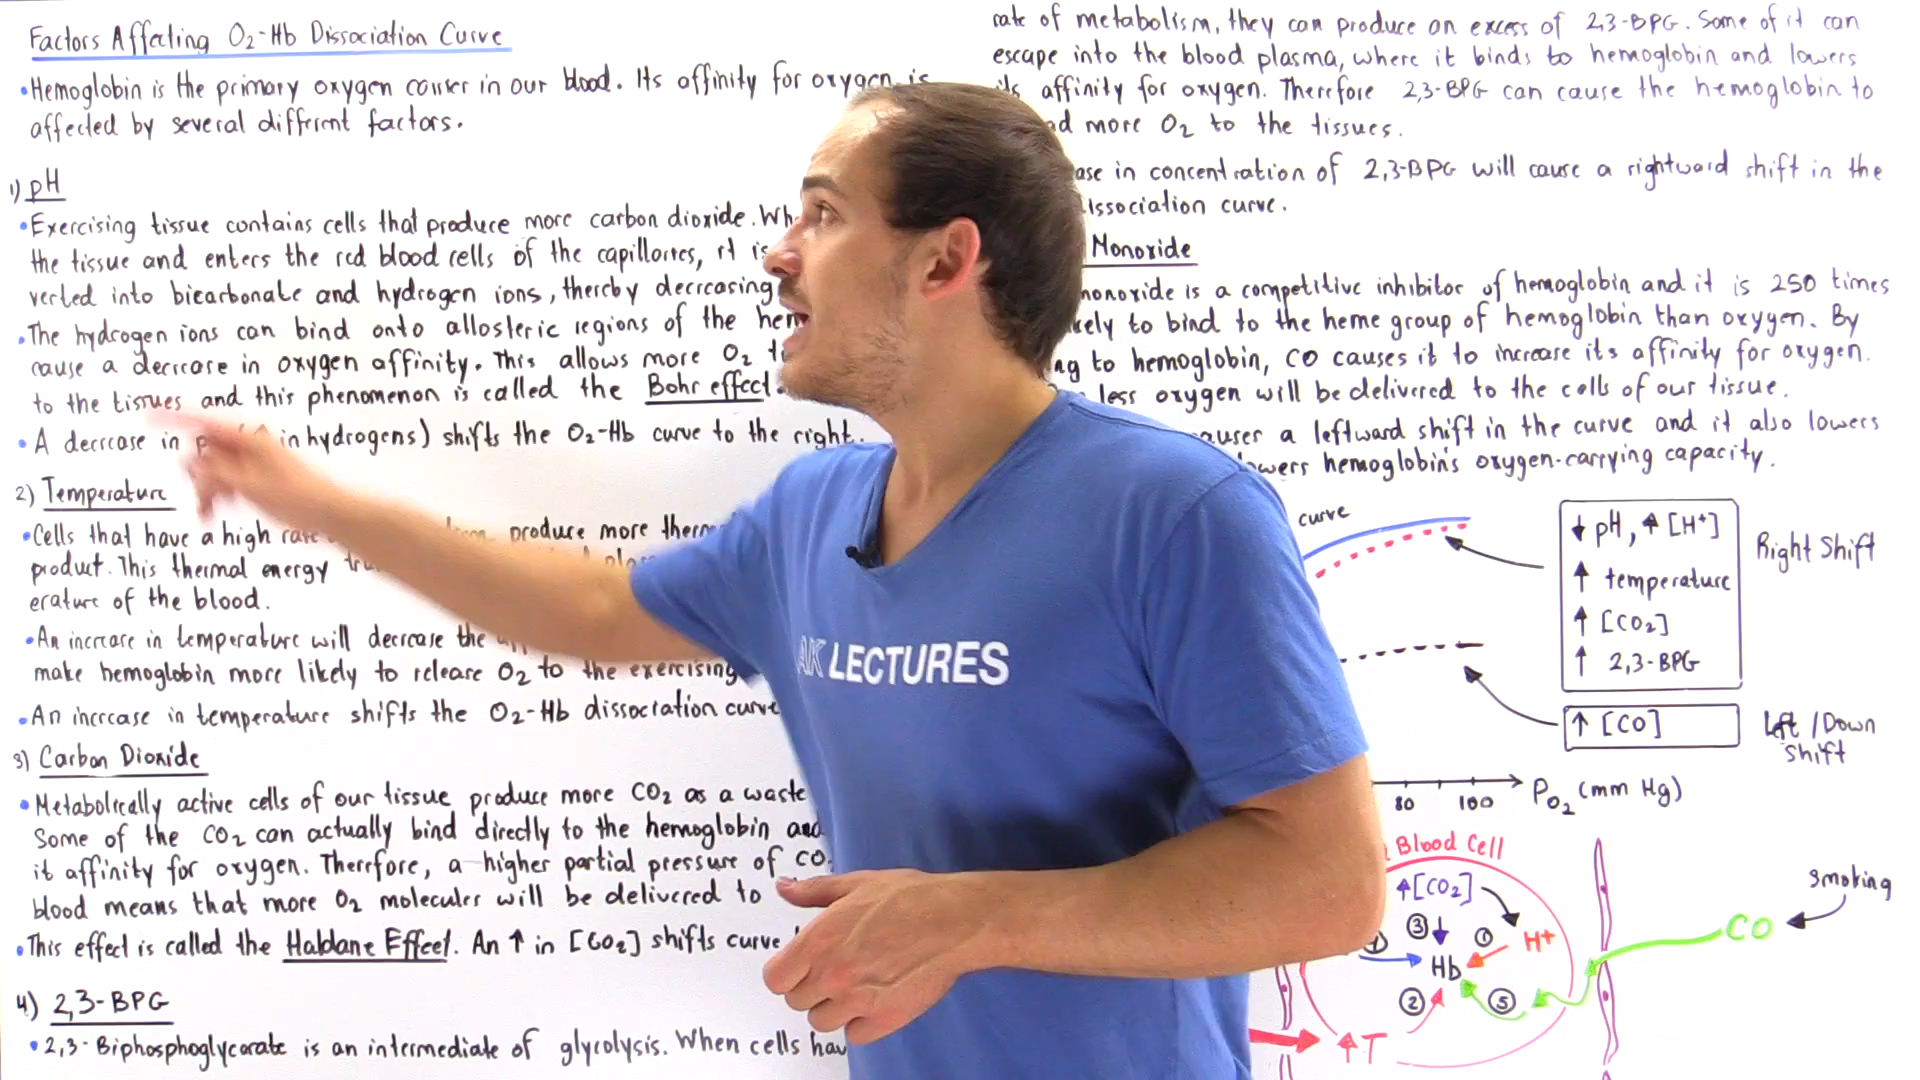 Factors Affecting O2-Hb Dissociation Curve
•Hemoglobin is the primary oxygen carrier in our blood. Its affinity for oxygen is
affected by several different factors.
1) pH
•Exercising tissue contains cells that produce more carbon dioxide. Wh
the tissue and enters the red blood cells of the capillaries, it is
verted into bicarbonate and hydrogen ions, thereby decreasing
•The hydrogen ions can bind onto allosteric regions of the hem
cause a decrease in oxygen affinity. This allows more O2 t
to the tissues and this phenomenon is called the Bohr effect.
•A decrease in p in hydrogens) shifts the O2-Hb curve to the right.
2) Temperature
•Cells that have a high rate produce more therm
product. This thermal energy
erature of the blood.
•An increase in temperature will decrease the
make hemoglobin more likely to release O2 to the exercising
•An increase in temperature shifts the O2-Hb dissociation curve
3) Carbon Dioxide
•Metabolically active cells of our tissue produce more CO2 as a waste
Some of the CO2 can actually bind directly to the hemoglobin and
it affinity for oxygen. Therefore, a higher partial pressure of CO
blood means that more O2 molecules will be delivered to
•This effect is called the Haldane Effect. An ↑ in [CO2] shifts curve
4) 2,3-BPG
•2,3-Biphosphoglycerate is an intermediate of glycolysis. When cells hav
rate of metabolism, they can produce an excess of 2,3-BPG. Some of it can
escape into the blood plasma, where it binds to hemoglobin and lowers
its affinity for oxygen. Therefore 2,3-BPG can cause the hemoglobin to
d more O2 to the tissues.
ase in concentration of 2,3-BPG will cause a rightward shift in the
issociation curve.
Monoxide
monoxide is a competitive inhibitor of hemoglobin and it is 250 times
kely to bind to the heme group of hemoglobin than oxygen. By
ng to hemoglobin, CO causes it to increase its affinity for oxygen.
less oxygen will be delivered to the cells of our tissue.
auses a leftward shift in the curve and it also lowers
lowers hemoglobin's oxygen-carrying capacity.
curve
↓ pH, ↑ [H+]
↑ temperature
↑ [CO2]
↑ 2,3-BPG
Right Shift
↑ [CO]
Left / Down
Shift
80 100 PO2 (mm Hg)
Blood Cell
↑[CO2]
smoking
CO
③ ① H+
Hb
② ⑤
↑T
AK LECTURES